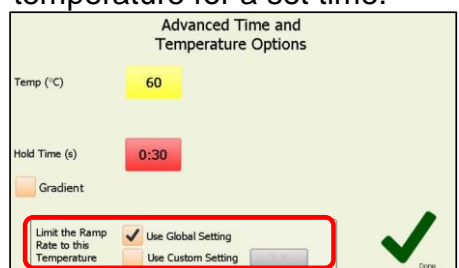 temperature for a set time.
Advanced Time and
Temperature Options
Temp (°C) 60
Hold Time (s) 0:30
Gradient
Limit the Ramp
Rate to this
Temperature
Use Global Setting
Use Custom Setting
Done